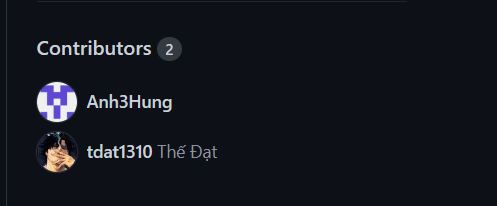 Contributors 2
Anh3Hung
tdat1310 Thế Đạt